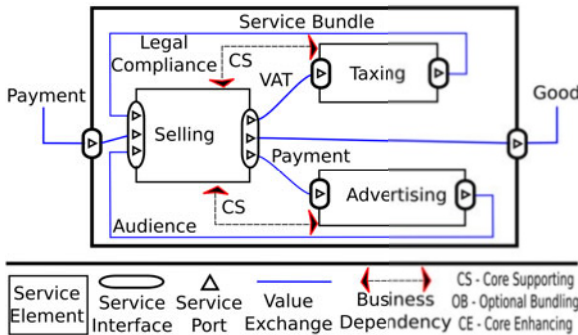 Service Bundle
Legal
Compliance
CS
VAT
Taxing
Payment
Selling
Good
Payment
CS
Advertising
Audience
Service
Element
Service
Interface
Service
Port
Value
Exchange
Business
Dependency
CS - Core Supporting
OB - Optional Bundling
CE - Core Enhancing